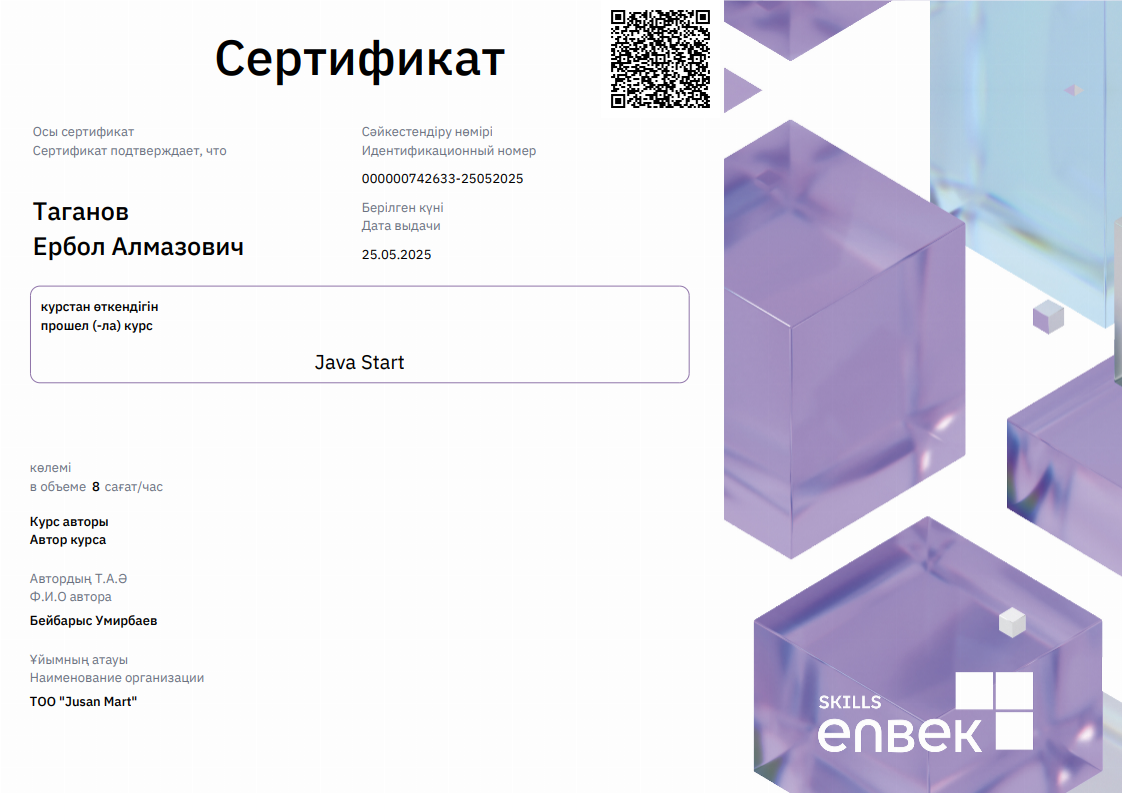 Сертификат
Осы сертификат
Сертификат подтверждает, что
Таганов
Ербол Алмазович
Сәйкестендіру нөмірі
Идентификационный номер
000000742633-25052025
Берілген күні
Дата выдачи
25.05.2025
курстан өткендігін
прошел (-ла) курс
Java Start
көлемі
в объеме 8 сағат/час
Курс авторы
Автор курса
Автордың Т.А.Ә
Ф.И.О автора
Бейбарыс Умирбаев
Ұйымның атауы
Наименование организации
ТОО "Jusan Mart"
SKILLS
enbek